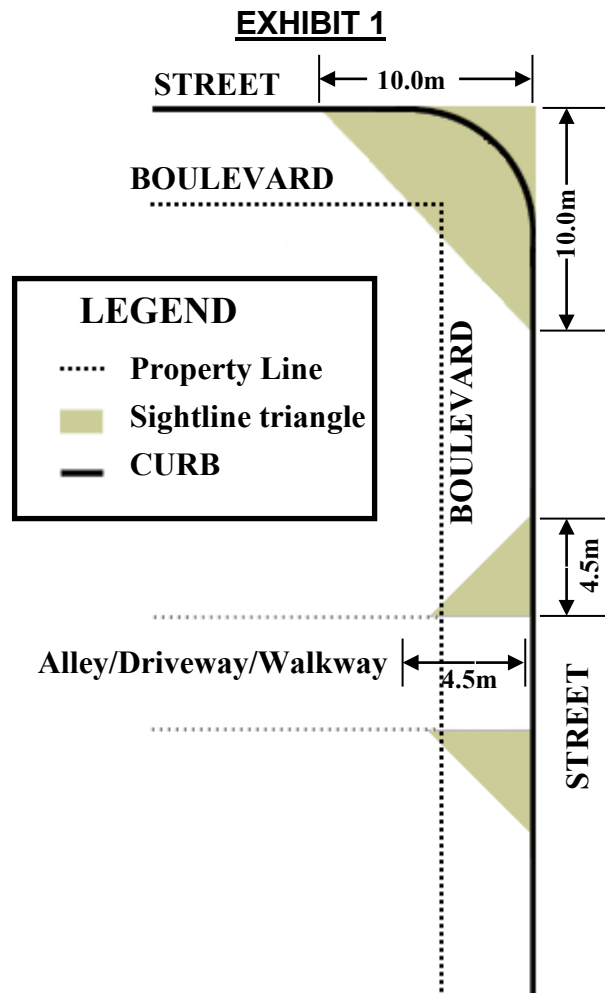 EXHIBIT 1
STREET
10.0m
BOULEVARD
10.0m
LEGEND
Property Line
Sightline triangle
CURB
BOULEVARD
4.5m
Alley/Driveway/Walkway
4.5m
STREET